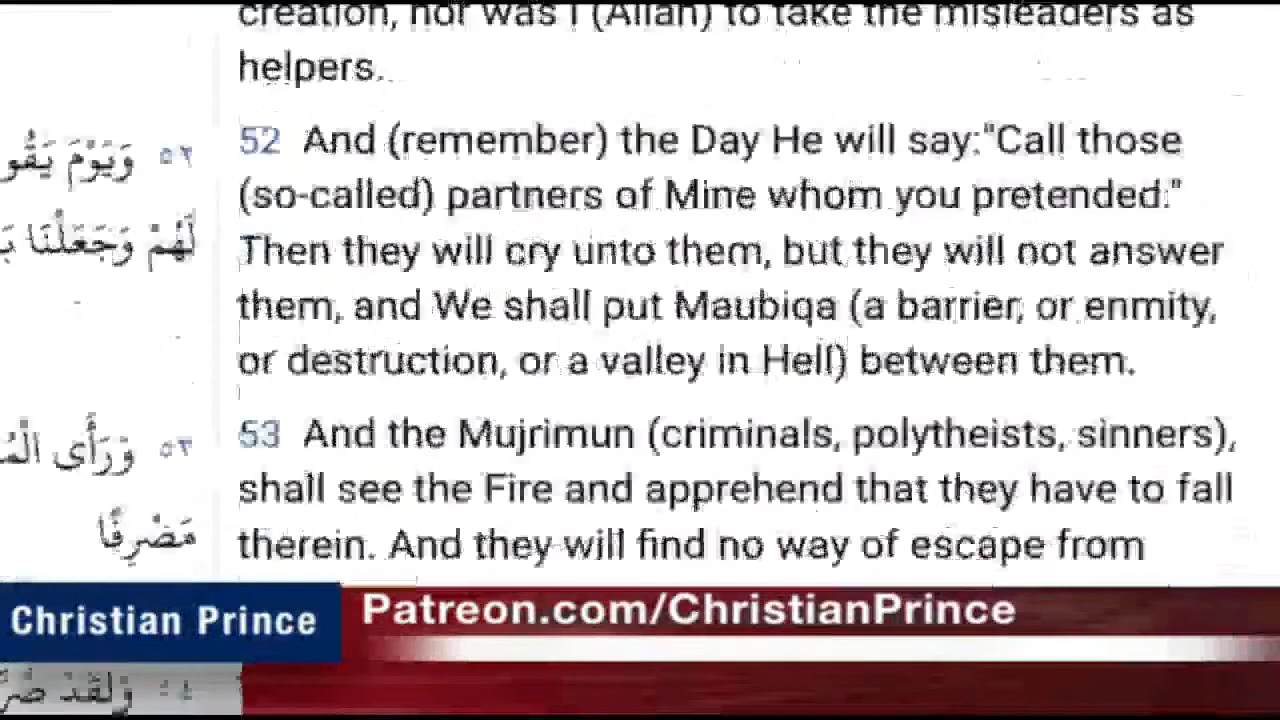 creation, nor was I (Allah) to take the misleaders as
helpers.
52 And (remember) the Day He will say:"Call those
(so-called) partners of Mine whom you pretended."
Then they will cry unto them, but they will not answer
them, and We shall put Maubiqa (a barrier, or enmity,
or destruction, or a valley in Hell) between them.
53 And the Mujrimun (criminals, polytheists, sinners),
shall see the Fire and apprehend that they have to fall
therein. And they will find no way of escape from
٥٢ وَيَوْمَ يَقُو
لَهُمْ وَجَعَلْنَا بَ
٥٣ وَرَأَى الْمُ
مَصْرِفًا
Christian Prince
Patreon.com/ChristianPrince
٥٤ وَلَقَدْ صَرَّ